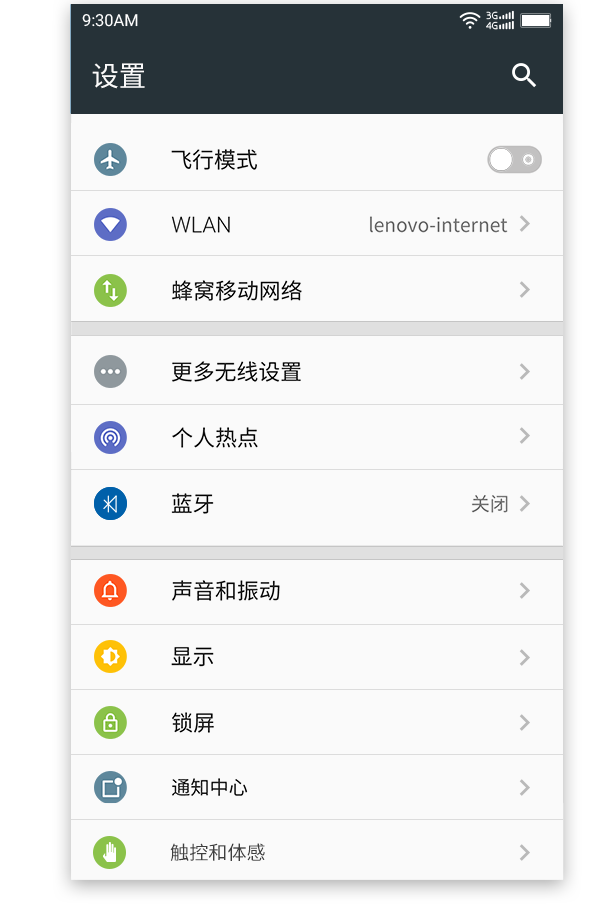 9:30AM 3G 4G
设置
飞行模式
WLAN lenovo-internet
蜂窝移动网络
更多无线设置
个人热点
蓝牙 关闭
声音和振动
显示
锁屏
通知中心
触控和体感